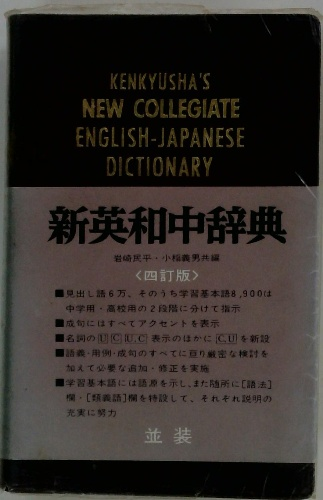 KENKYUSHA'S
NEW COLLEGIATE
ENGLISH-JAPANESE
DICTIONARY
新英和中辞典
岩崎民平・小稲義男共編
〈四訂版〉
■見出し語6万、そのうち学習基本語8,900は
中学用・高校用の2段階に分けて指示
■成句にはすべてアクセントを表示
■名詞のU,C,U.C表示のほかにC,Uを新設
■語義・用例・成句のすべてに亘り厳密な検討を
加えて必要な追加・修正を実施
■学習基本語には語源を示し、また随所に[語法]
欄・[類義語]欄を特設して、それぞれ説明の
充実に努力
並装